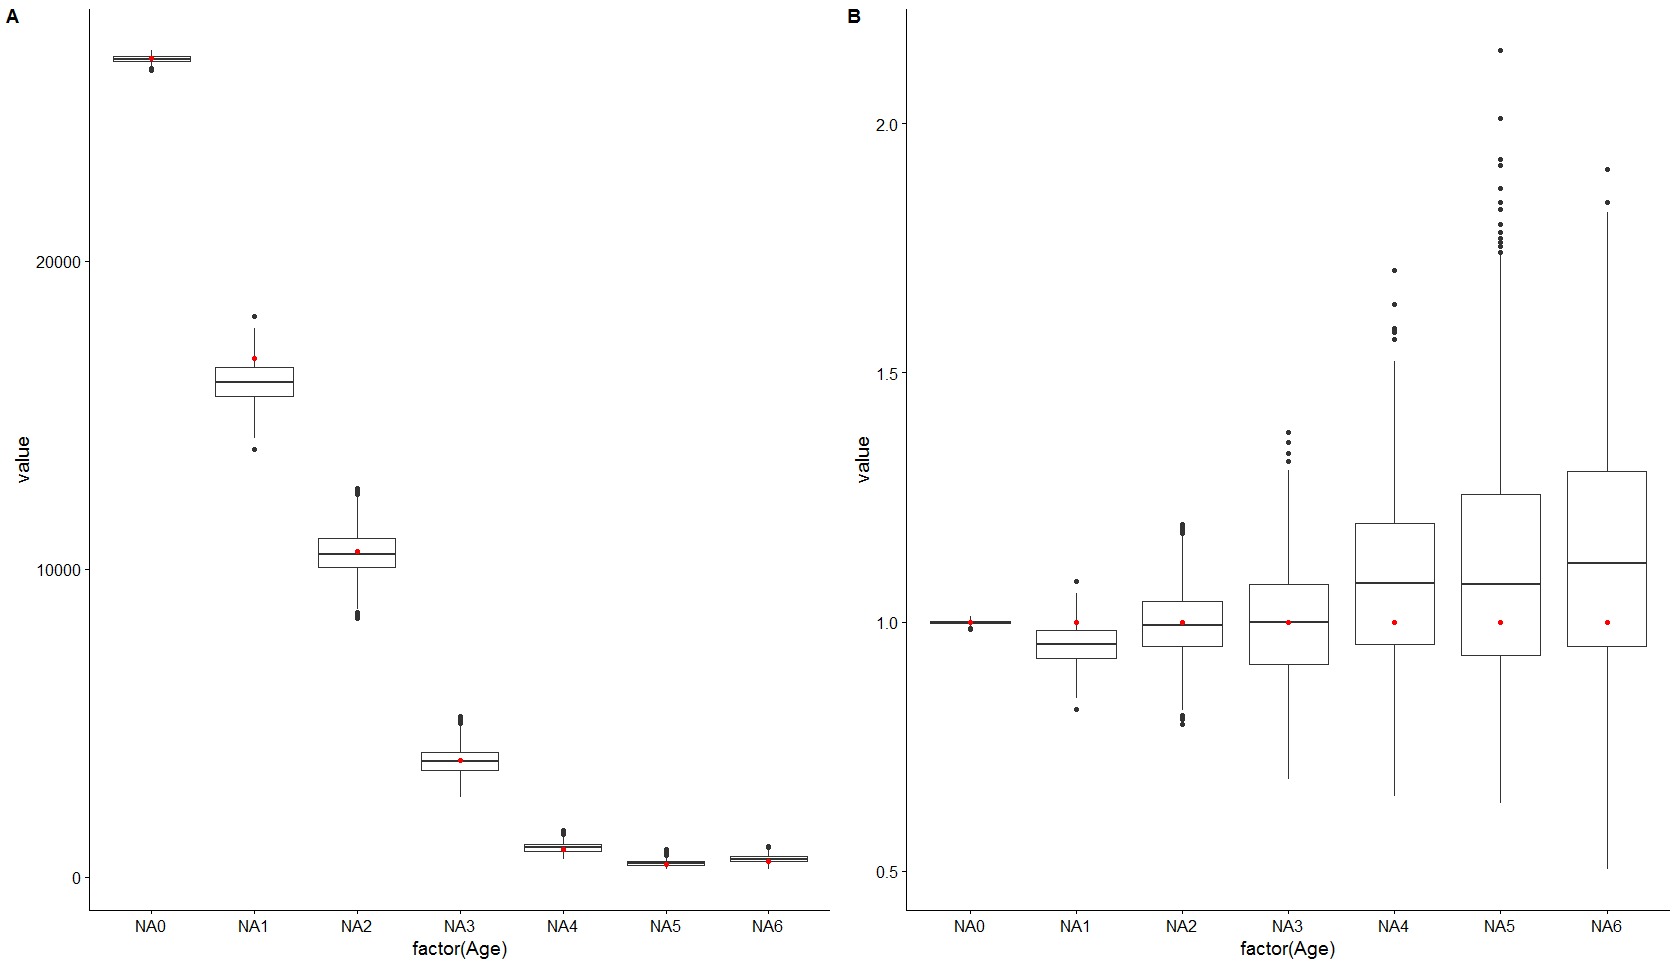 A
value
20000
10000
0
NA0 NA1 NA2 NA3 NA4 NA5 NA6
factor(Age)
B
value
2.0
1.5
1.0
0.5
NA0 NA1 NA2 NA3 NA4 NA5 NA6
factor(Age)